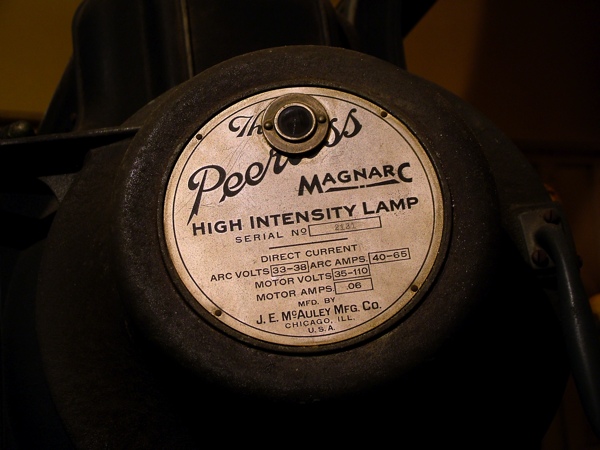 The
Peerless
MAGNARC
HIGH INTENSITY LAMP
SERIAL NO
DIRECT CURRENT
ARC VOLTS 33-38 ARC AMPS. 40-65
MOTOR VOLTS 35-110
MOTOR AMPS. .06
MFD. BY
J. E. MCAULEY MFG. CO.
CHICAGO, ILL.
U.S.A.